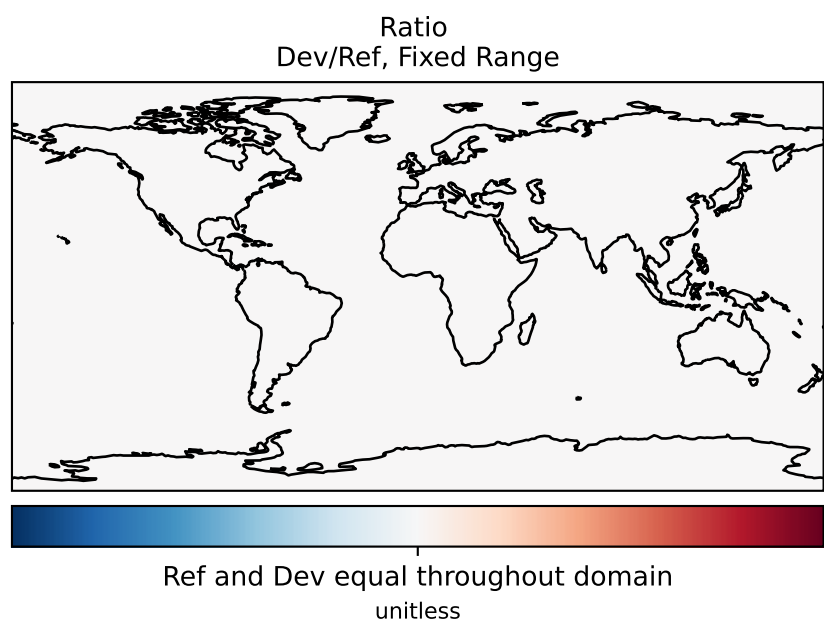 Ratio
Dev/Ref, Fixed Range
Ref and Dev equal throughout domain
unitless